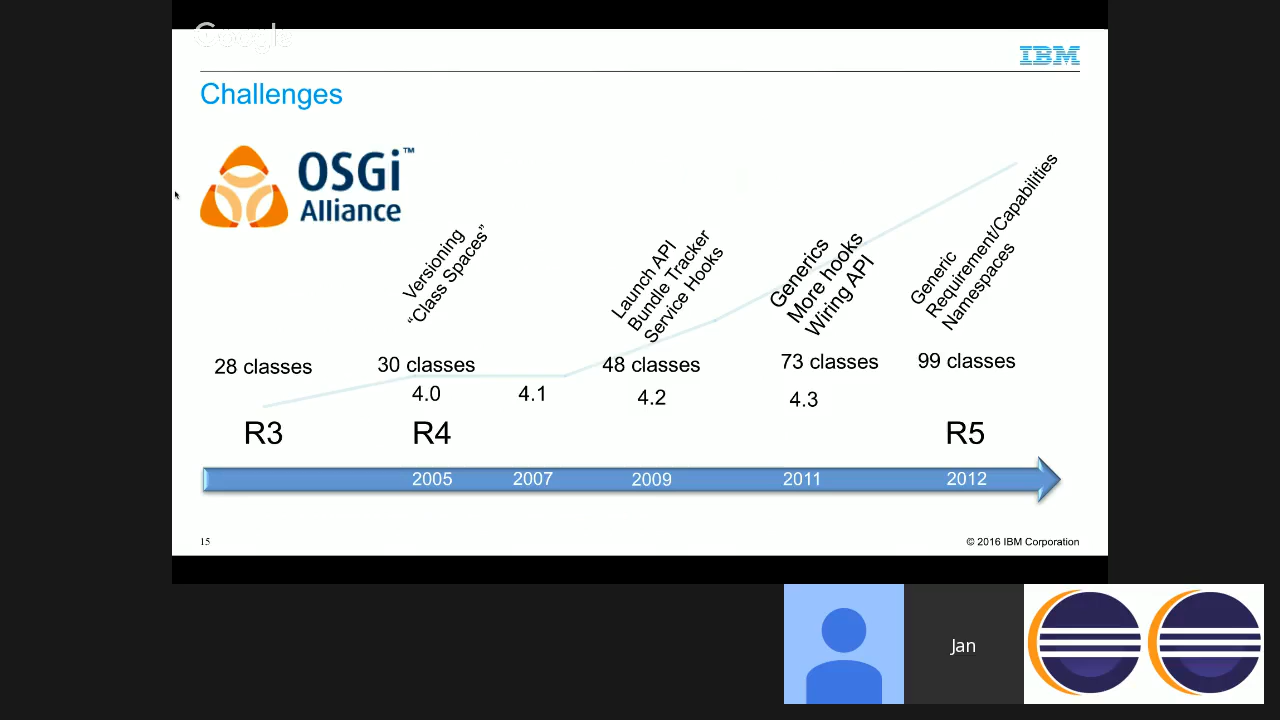 Google
IBM
Challenges
OSGi™
Alliance
Versioning
“Class Spaces”
Launch API
Bundle Tracker
Service Hooks
Generics
More hooks
Wiring API
Generic
Requirement/Capabilities
Namespaces
28 classes
30 classes
48 classes
73 classes
99 classes
4.0
4.1
4.2
4.3
R3
R4
R5
2005
2007
2009
2011
2012
15
© 2016 IBM Corporation
Jan